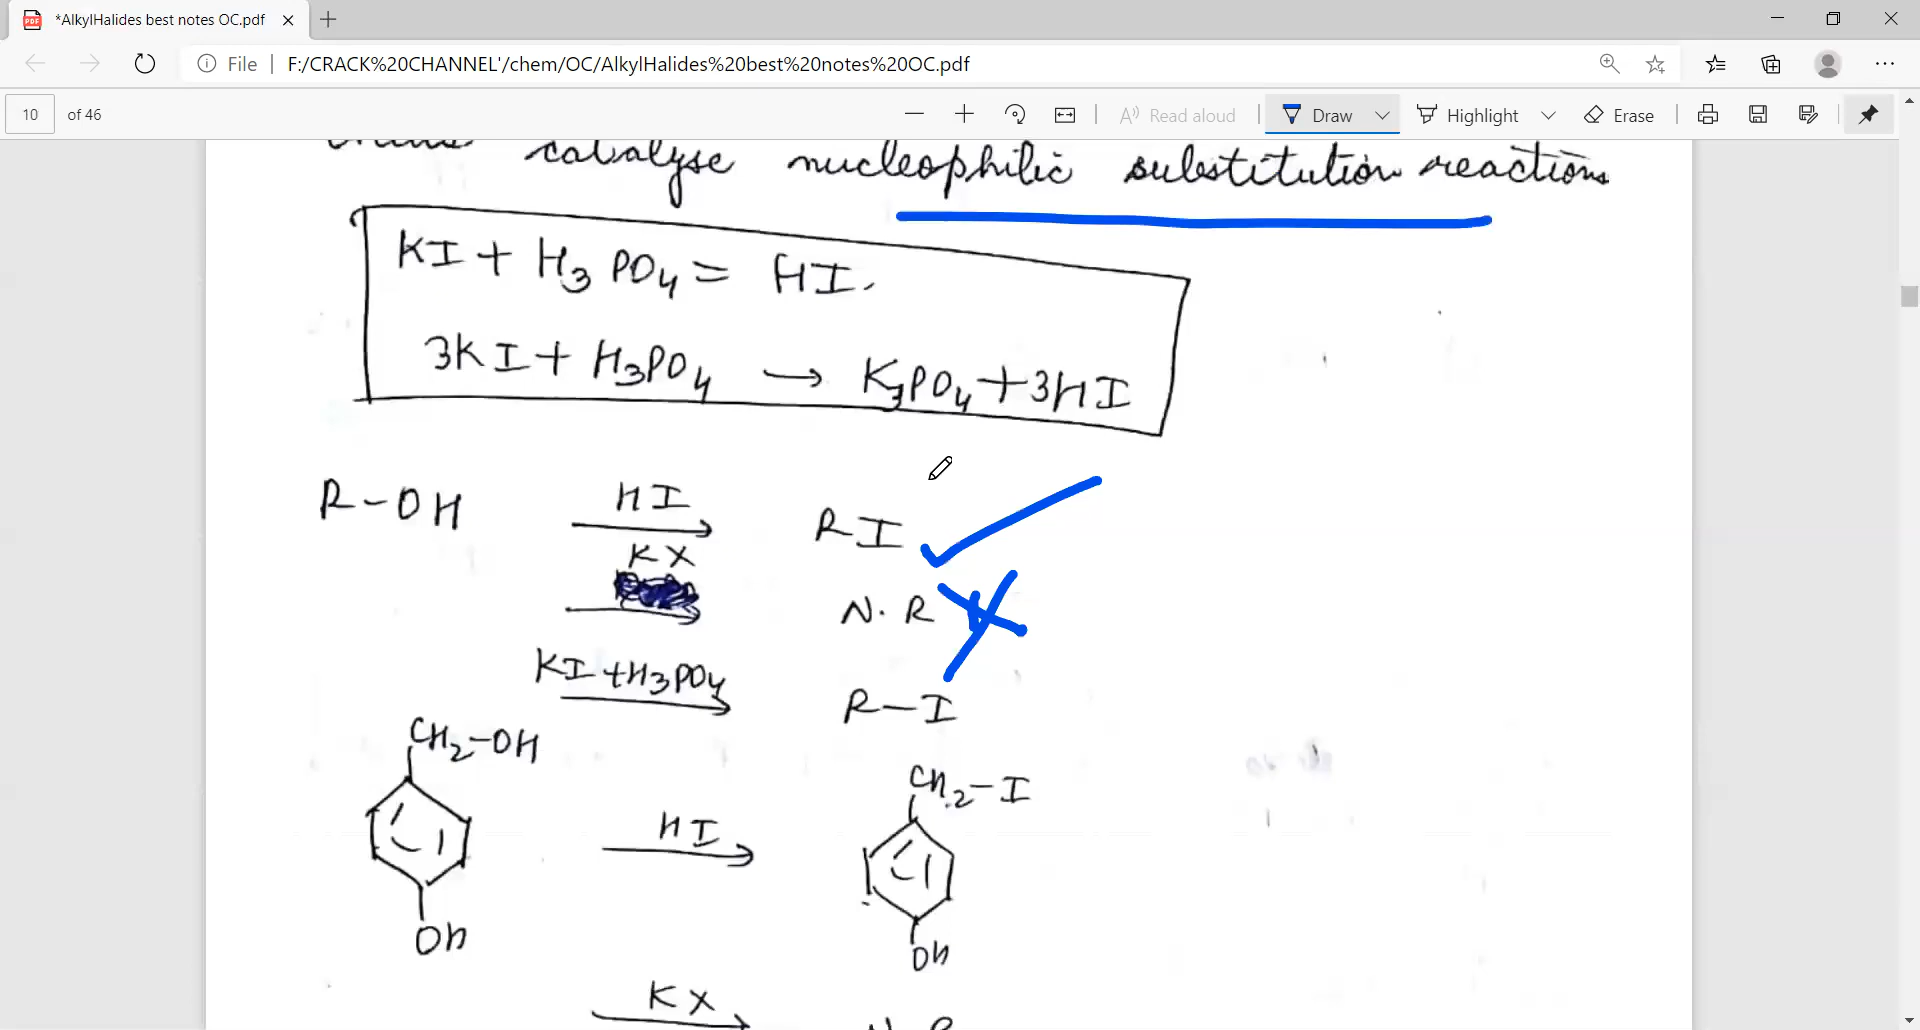 *AlkylHalides best notes OC.pdf
File F:/CRACK%20CHANNEL'/chem/OC/AlkylHalides%20best%20notes%20OC.pdf
10 of 46 Read aloud Draw Highlight Erase
catalyse nucleophilic substitution reactions
KI + H3PO4 = HI.
3KI + H3PO4 → K3PO4 + 3HI
R-OH HI RI
KX
N.R
KI + H3PO4 R-I
CH2-OH
CH2-I
HI
OH
OH
KX
N.R